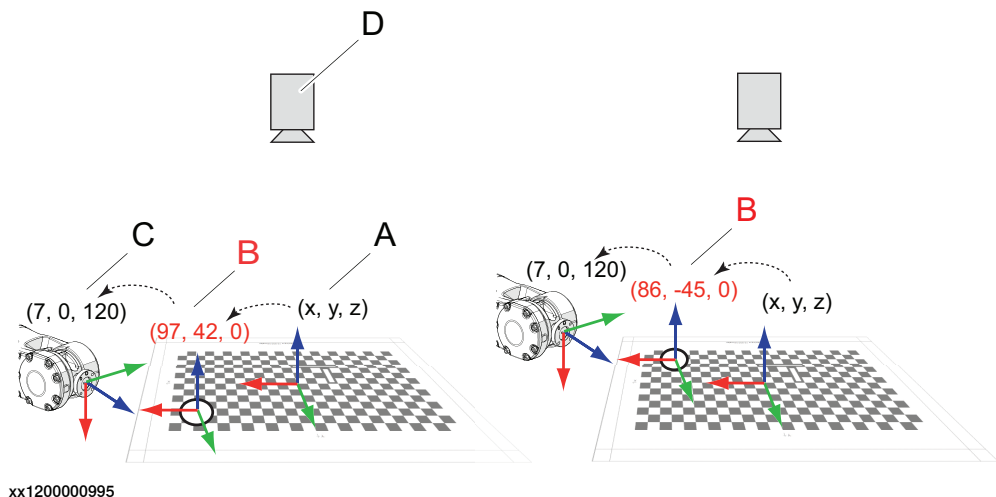 D
C
B
A
(7, 0, 120)
(97, 42, 0)
(x, y, z)
B
(7, 0, 120)
(86, -45, 0)
(x, y, z)
xx1200000995